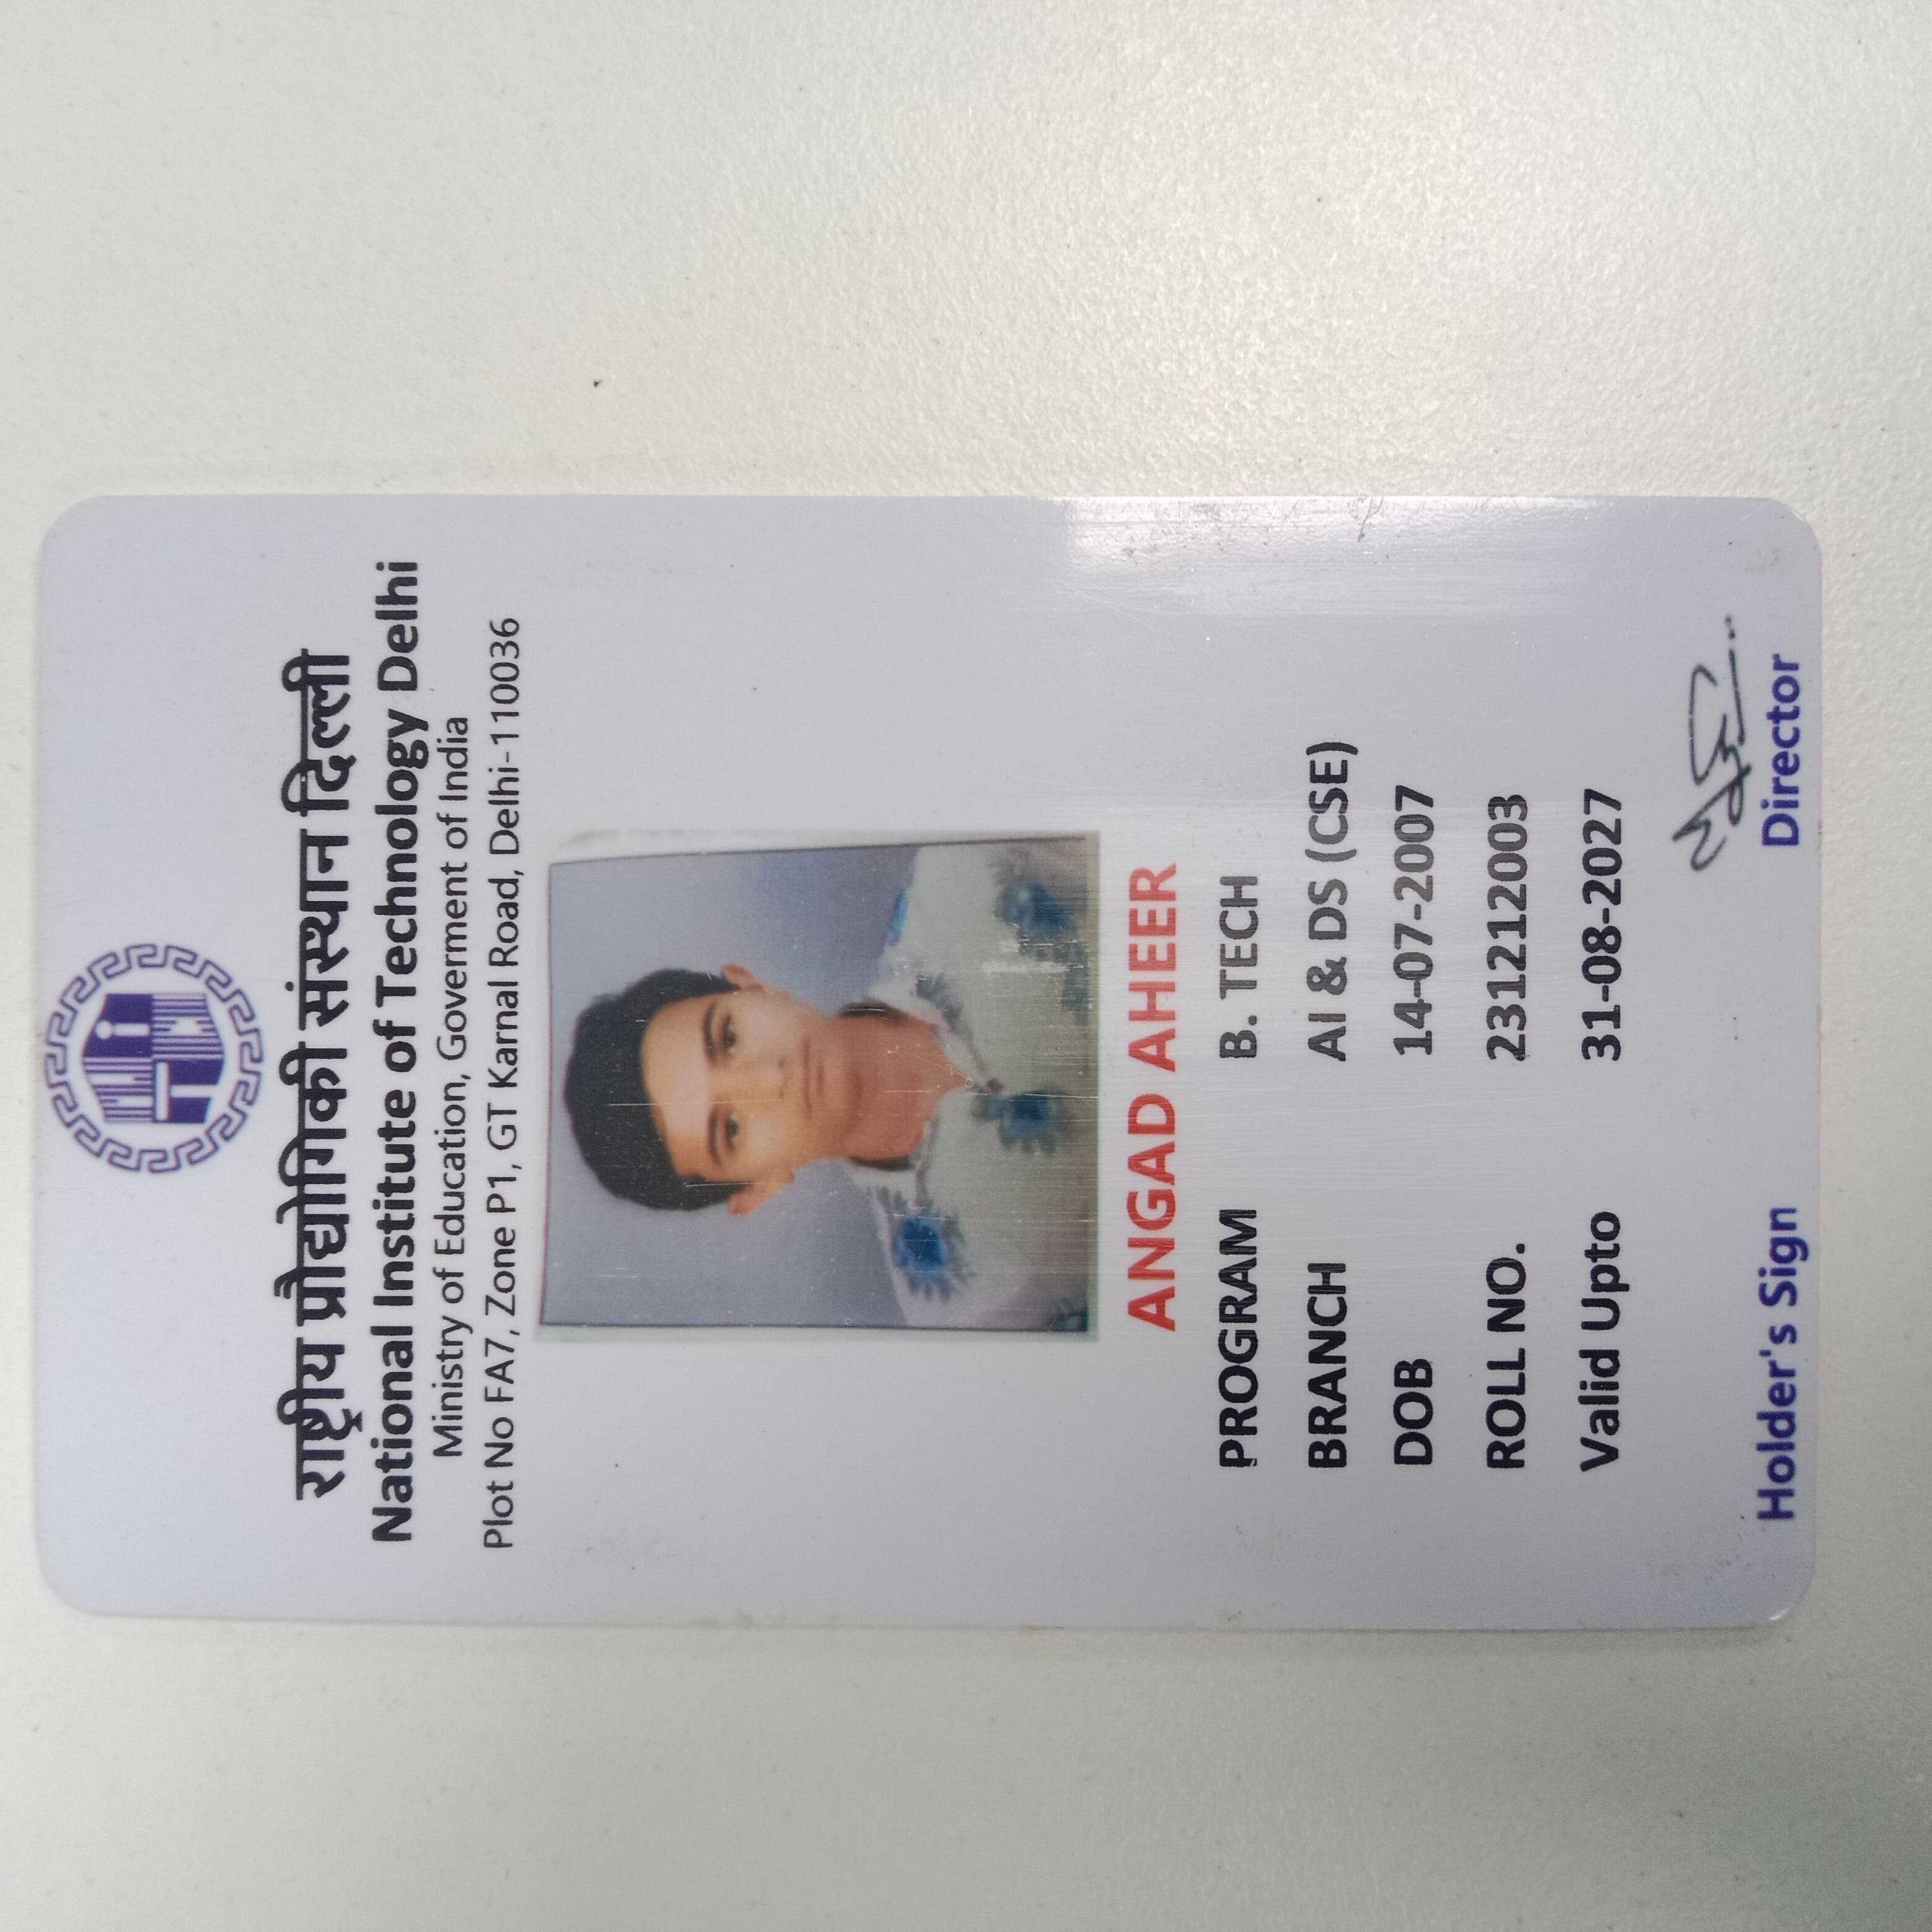 राष्ट्रीय प्रौद्योगिकी संस्थान दिल्ली
National Institute of Technology Delhi
Ministry of Education, Goverment of India
Plot No FA7, Zone P1, GT Karnal Road, Delhi-110036
ANGAD AHEER
PROGRAM B. TECH
BRANCH AI & DS (CSE)
DOB 14-07-2007
ROLL NO. 231212003
Valid Upto 31-08-2027
Holder's Sign Director